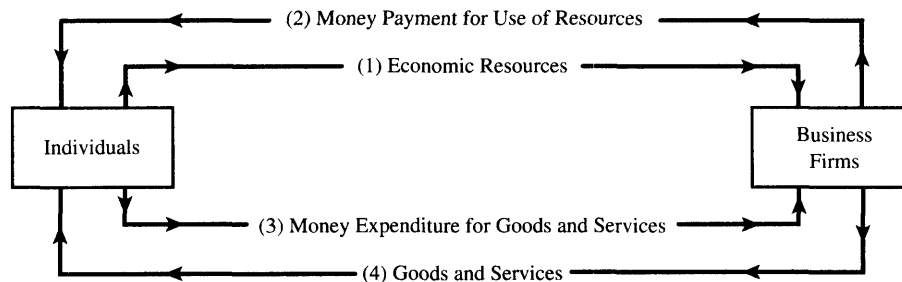 (2) Money Payment for Use of Resources
(1) Economic Resources
Individuals
Business
Firms
(3) Money Expenditure for Goods and Services
(4) Goods and Services